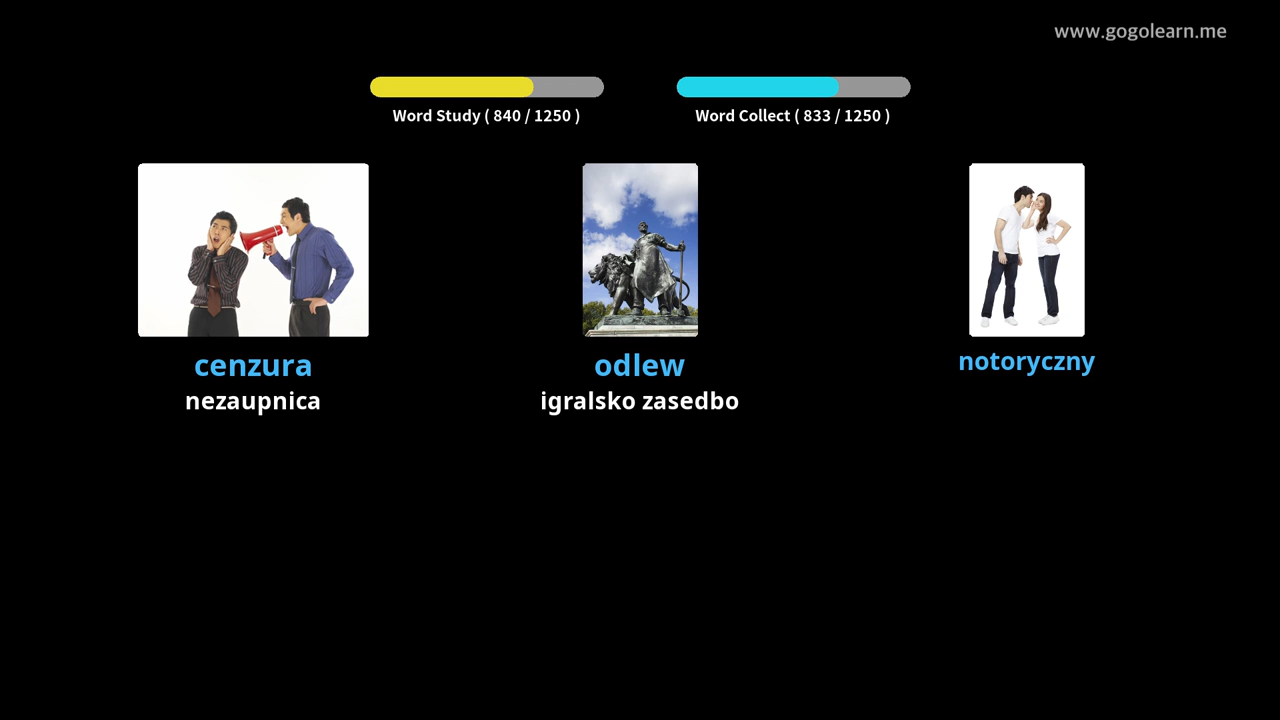 www.gogolearn.me
Word Study ( 840 / 1250 )
Word Collect ( 833 / 1250 )
cenzura
nezaupnica
odlew
igralsko zasedbo
notoryczny